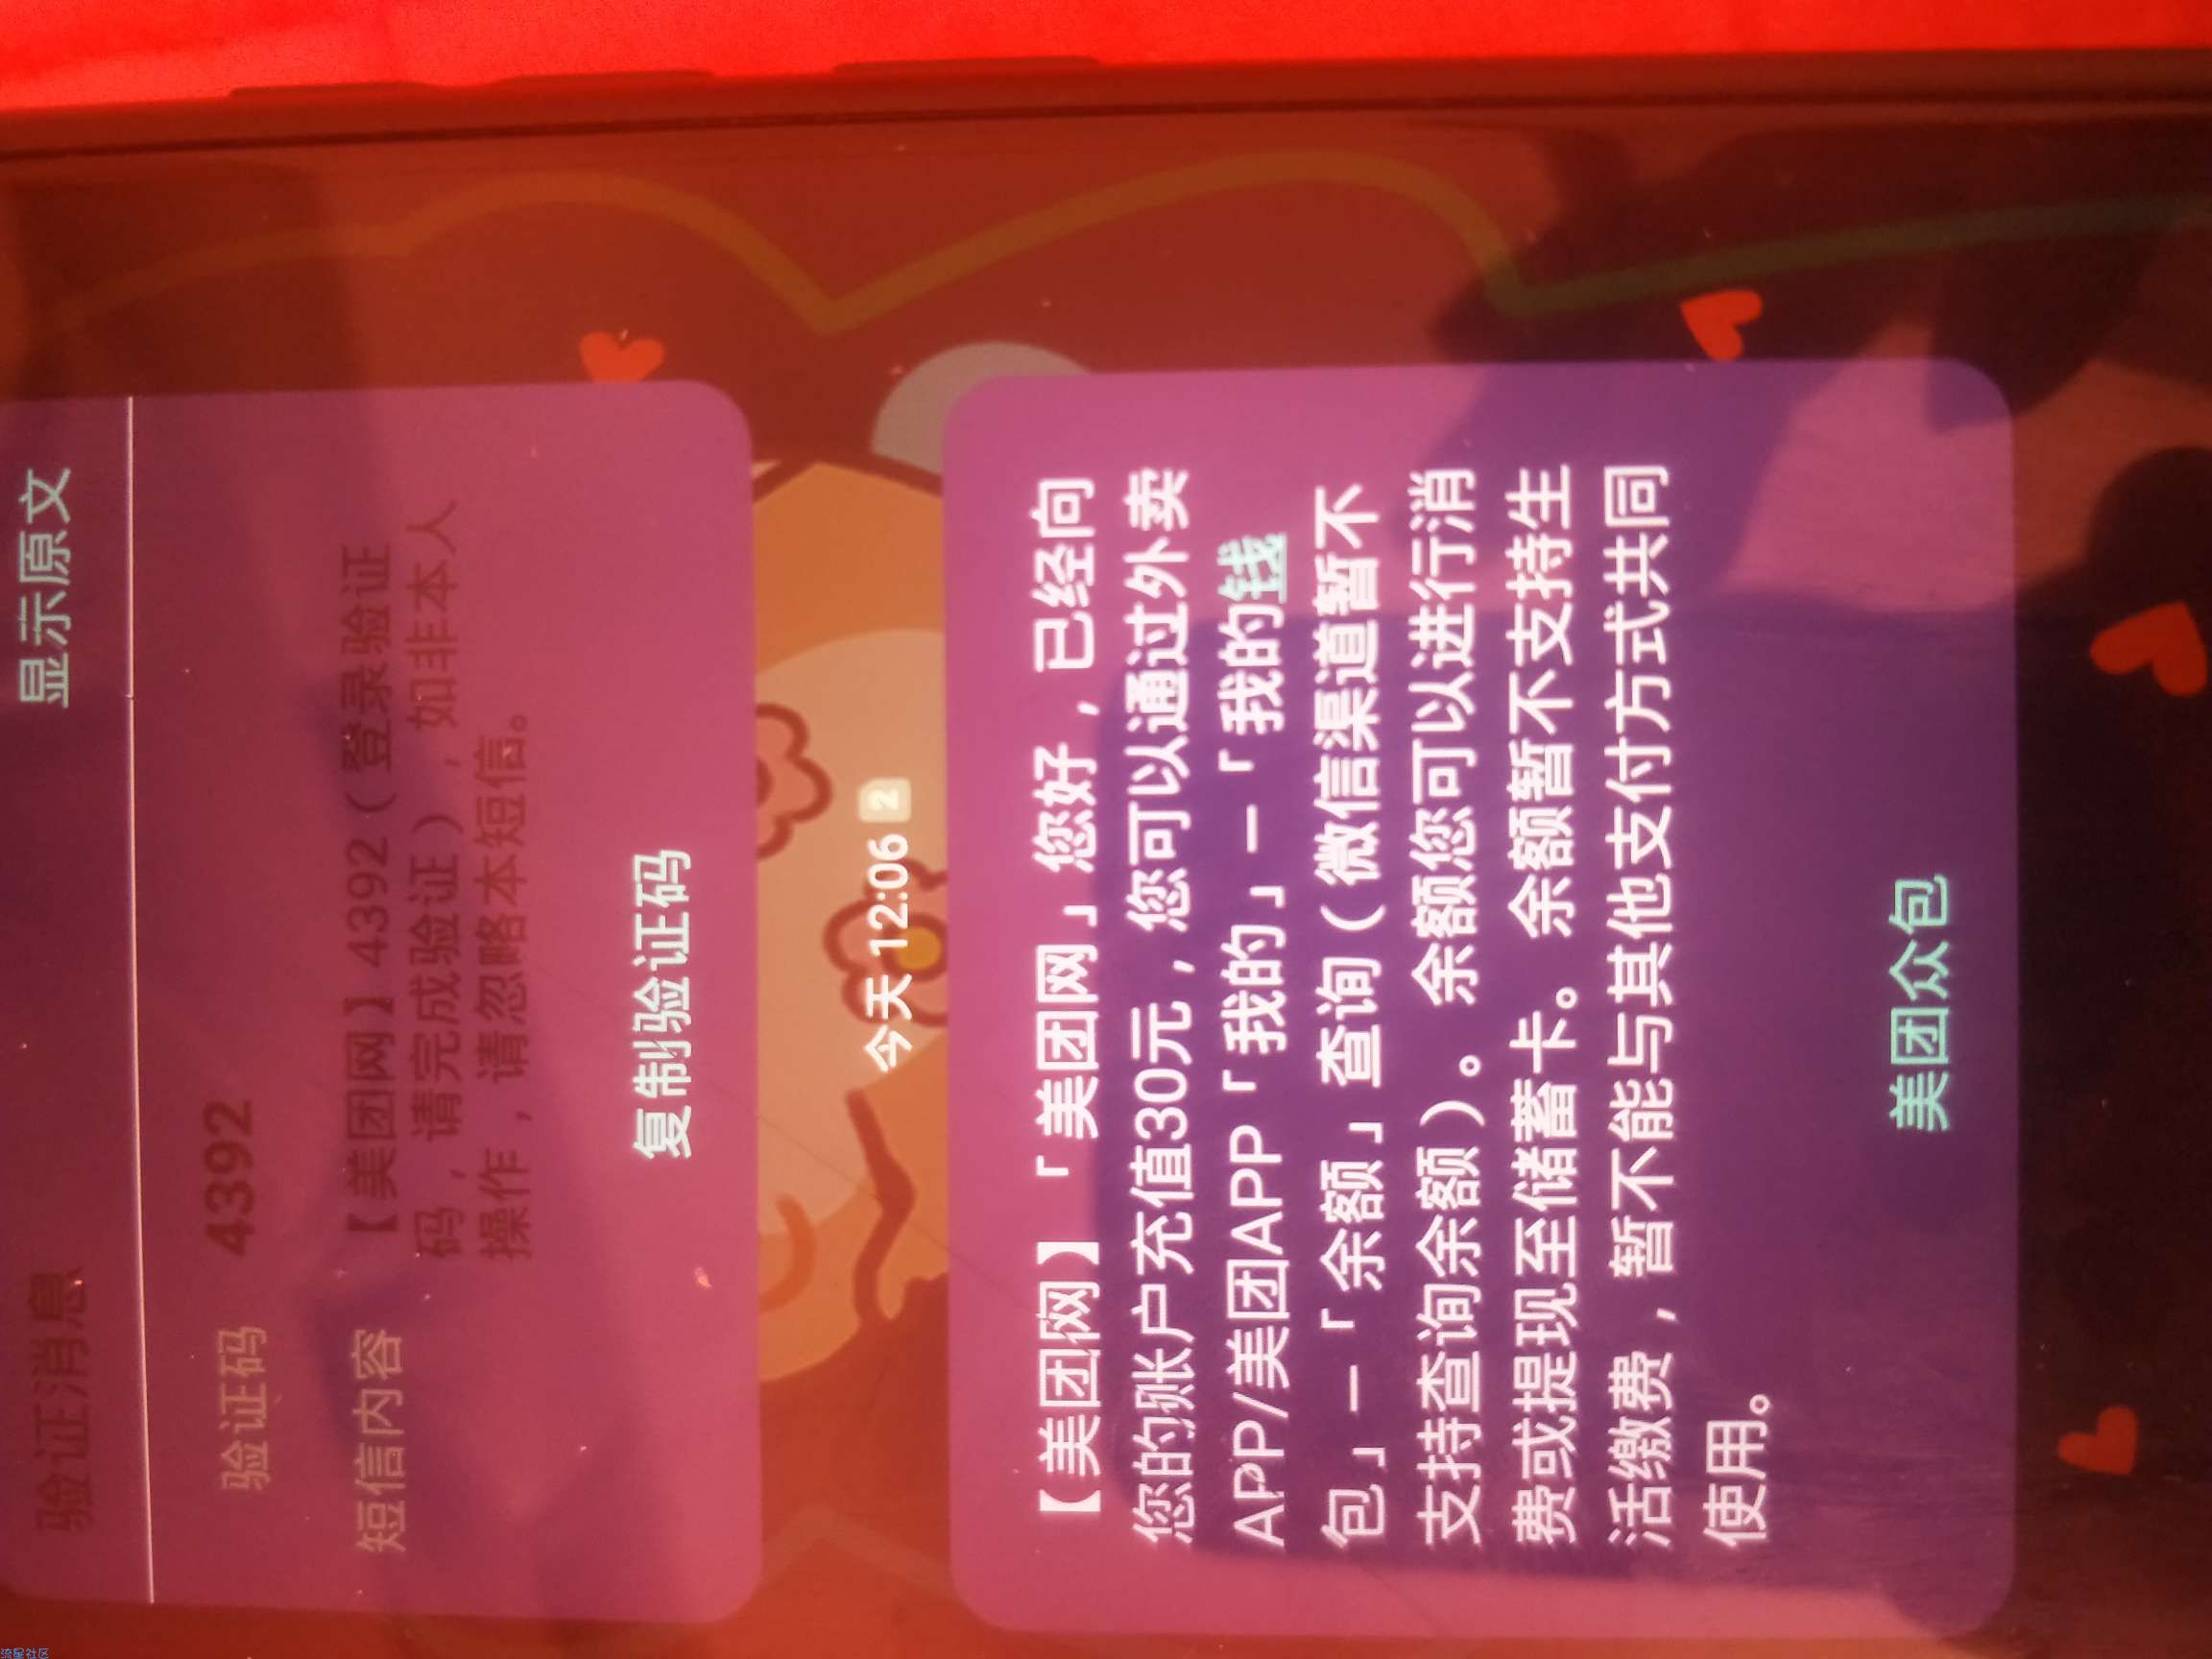 验证消息 显示原文
验证码 4392
短信内容 【美团网】4392（登录验证
码，请完成验证），如非本人
操作，请忽略本短信。
复制验证码
今天 12:06 2
【美团网】「美团网」您好，已经向
您的账户充值30元，您可以通过外卖
APP/美团APP「我的」－「我的钱
包」－「余额」查询（微信渠道暂不
支持查询余额）。余额您可以进行消
费或提现至储蓄卡。余额暂不支持生
活缴费，暂不能与其他支付方式共同
使用。
美团众包
流星社区